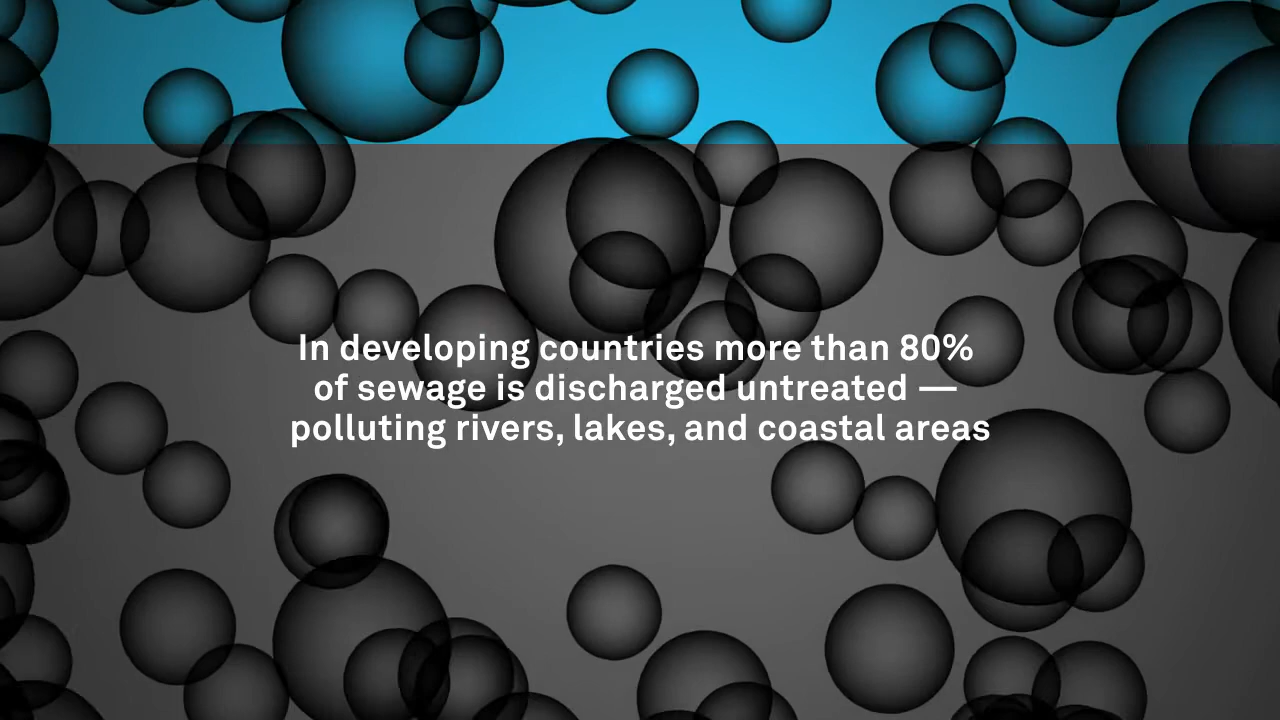 In developing countries more than 80%
of sewage is discharged untreated —
polluting rivers, lakes, and coastal areas